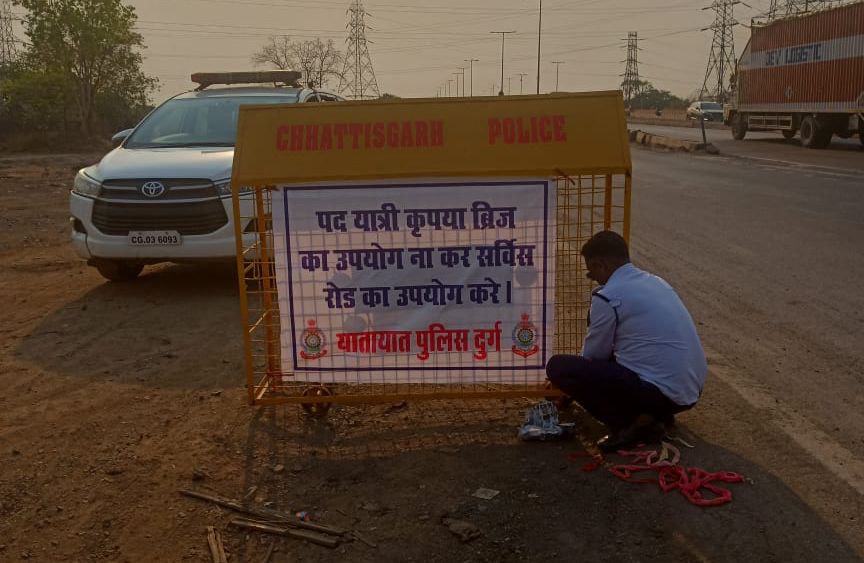 CHHATTISGARH POLICE
पद यात्री कृपया ब्रिज
का उपयोग ना कर सर्विस
रोड का उपयोग करे।
यातायात पुलिस दुर्ग
CG.03 6093
DEV LOGISTIC